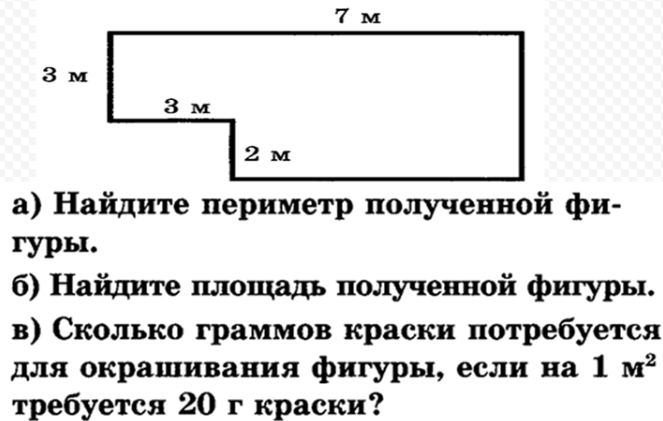 7 м
3 м
3 м
2 м
а) Найдите периметр полученной фи-
гуры.
б) Найдите площадь полученной фигуры.
в) Сколько граммов краски потребуется
для окрашивания фигуры, если на 1 м²
требуется 20 г краски?